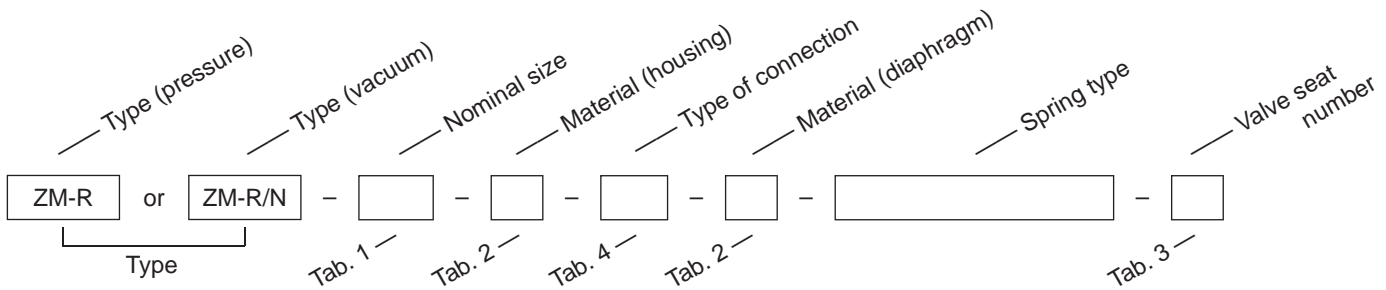 Type (pressure)
Type (vacuum)
Nominal size
Material (housing)
Type of connection
Material (diaphragm)
Spring type
Valve seat
number
ZM-R or ZM-R/N – – – – – –
Type
Tab. 1
Tab. 2
Tab. 4
Tab. 2
Tab. 3